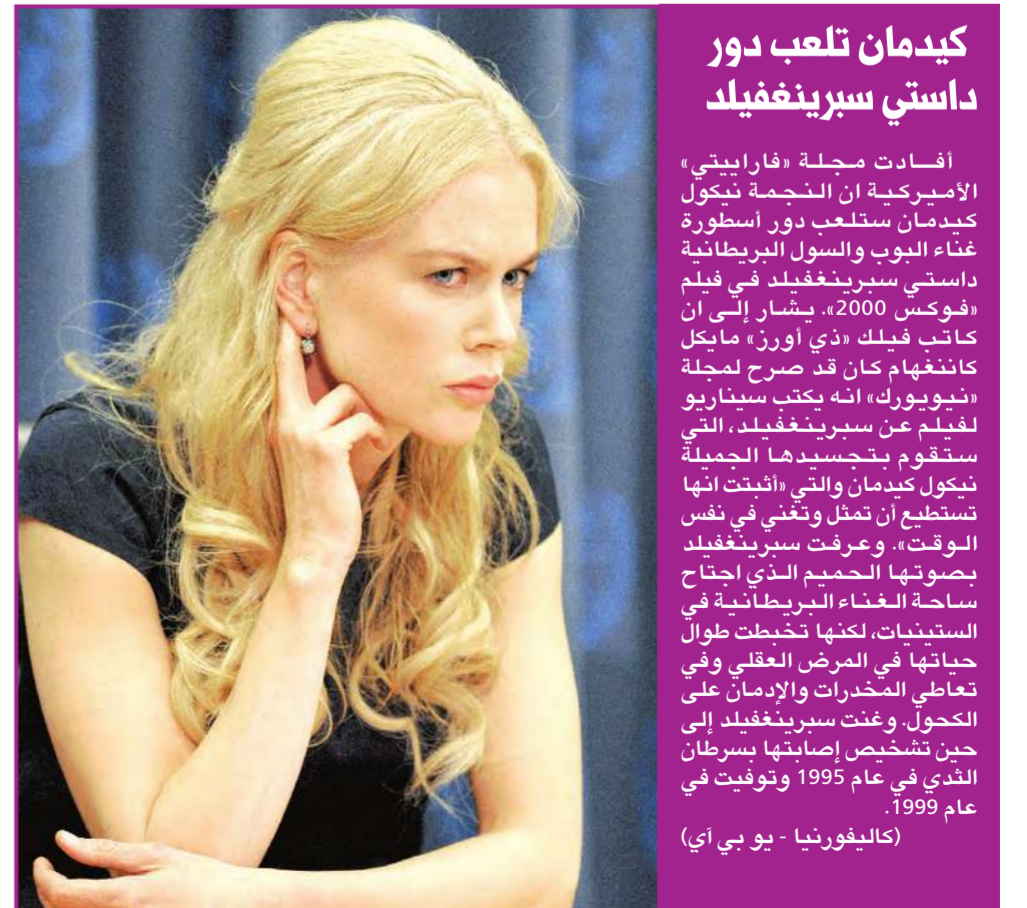 كيدمان تلعب دور
داستي سبرينغفيلد
أفادت مجلة «فاراييتي»
الأميركية ان النجمة نيكول
كيدمان ستلعب دور أسطورة
غناء البوب والسول البريطانية
داستي سبرينغفيلد في فيلم
«فوكس 2000». يشار إلى ان
كاتب فيلك «ذي أورز» مايكل
كاننغهام كان قد صرح لمجلة
«نيويورك» انه يكتب سيناريو
لفيلم عن سبرينغفيلد، التي
ستقوم بتجسيدها الجميلة
نيكول كيدمان والتي «أثبتت انها
تستطيع أن تمثل وتغني في نفس
الوقت». وعرفت سبرينغفيلد
بصوتها الحميم الذي اجتاح
ساحة الغناء البريطانية في
الستينيات، لكنها تخبطت طوال
حياتها في المرض العقلي وفي
تعاطي المخدرات والإدمان على
الكحول. وغنت سبرينغفيلد إلى
حين تشخيص إصابتها بسرطان
الثدي في عام 1995 وتوفيت في
عام 1999.
(كاليفورنيا - يو بي آي)